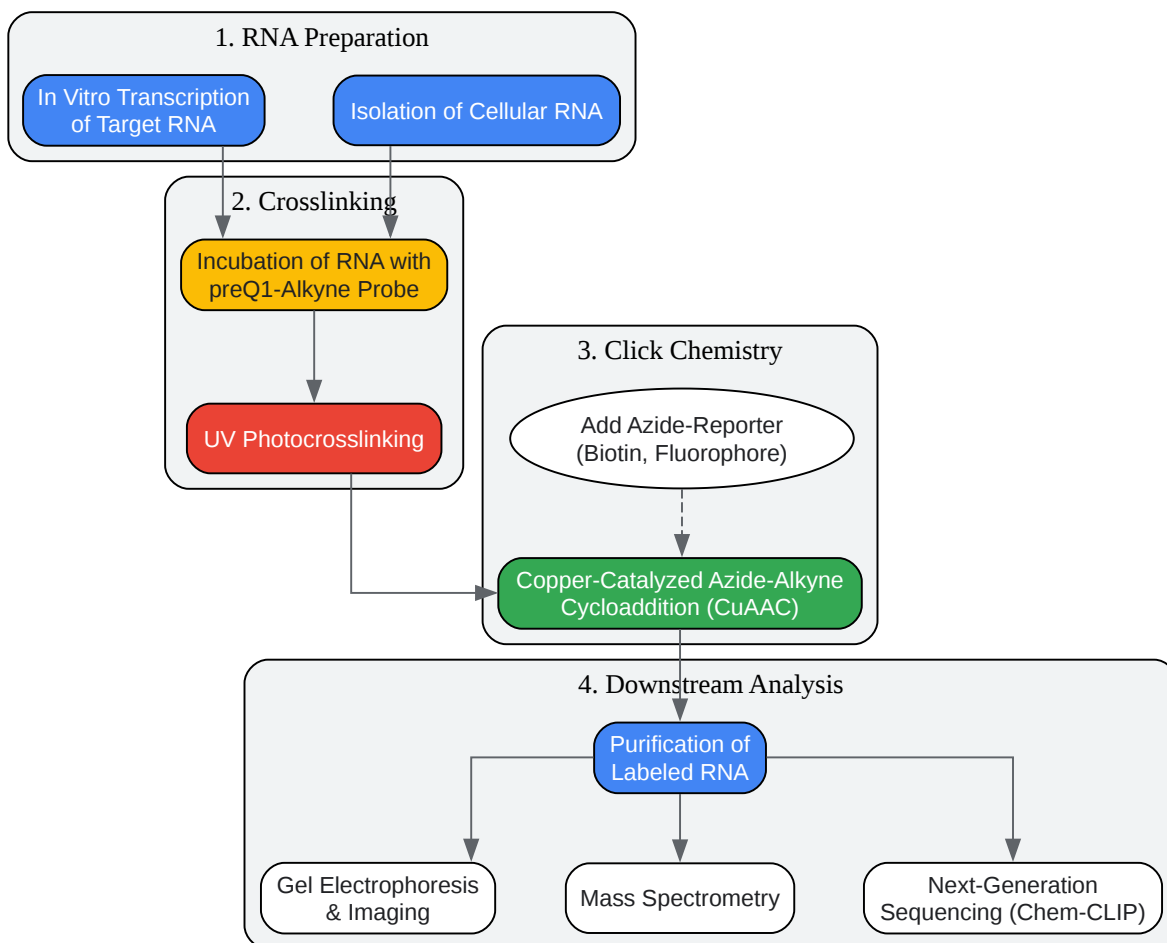 1. RNA Preparation
In Vitro Transcription
of Target RNA
Isolation of Cellular RNA
2. Crosslinking
Incubation of RNA with
preQ1-Alkyne Probe
UV Photocrosslinking
3. Click Chemistry
Add Azide-Reporter
(Biotin, Fluorophore)
Copper-Catalyzed Azide-Alkyne
Cycloaddition (CuAAC)
4. Downstream Analysis
Purification of
Labeled RNA
Gel Electrophoresis
& Imaging
Mass Spectrometry
Next-Generation
Sequencing (Chem-CLIP)